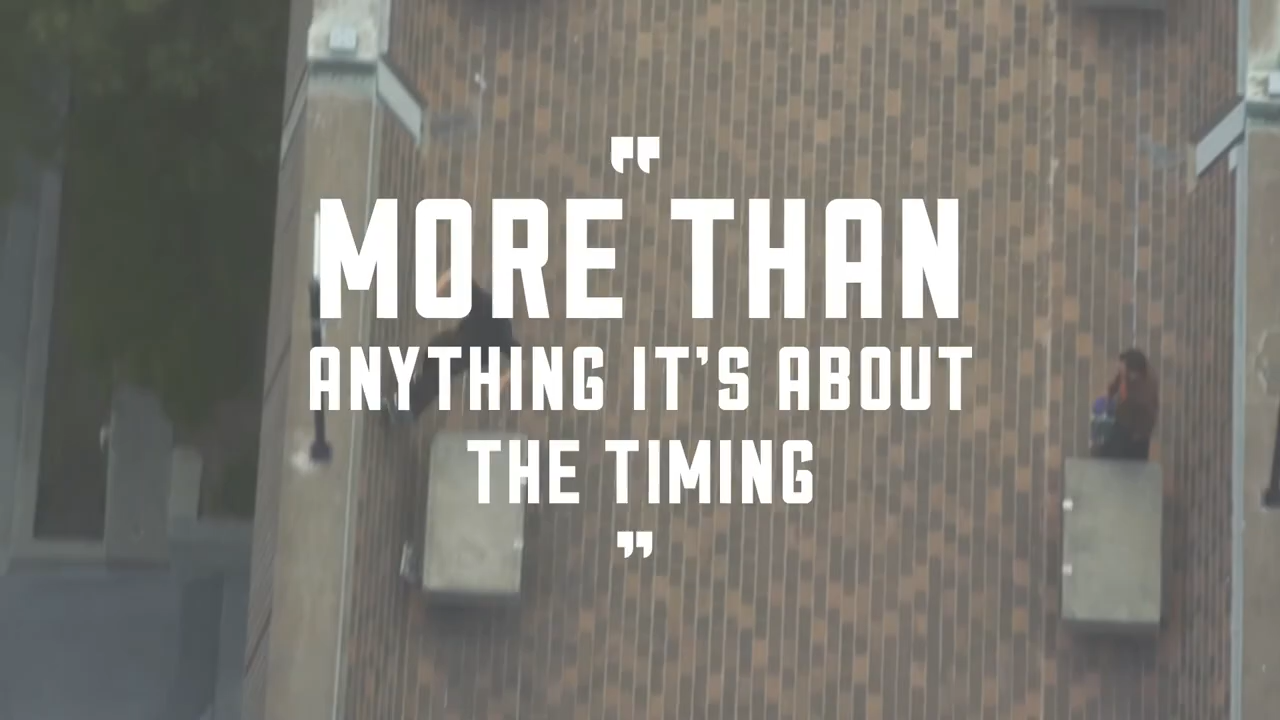 "
MORE THAN
ANYTHING IT'S ABOUT
THE TIMING
"